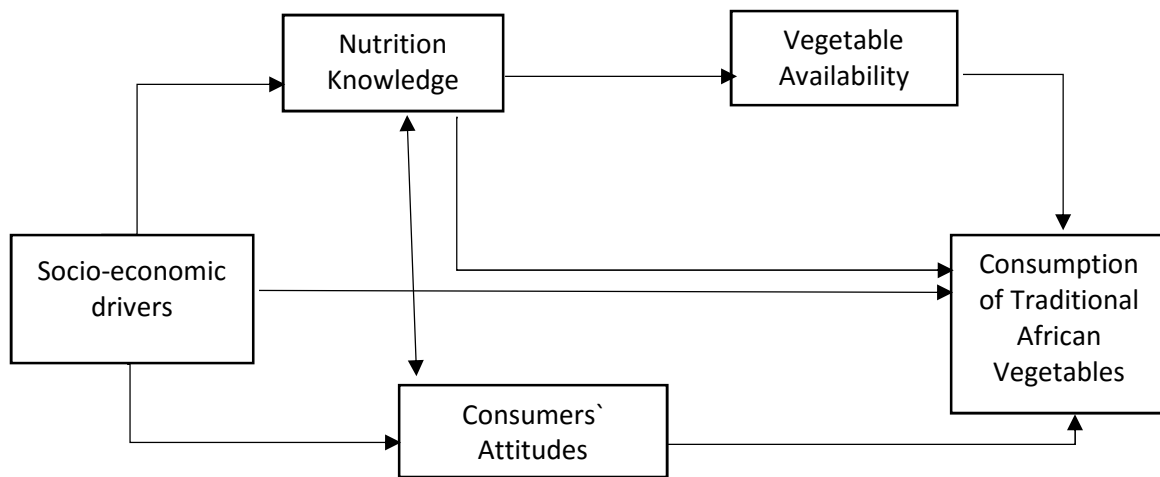 Nutrition
Knowledge
Vegetable
Availability
Socio-economic
drivers
Consumption
of Traditional
African
Vegetables
Consumers`
Attitudes